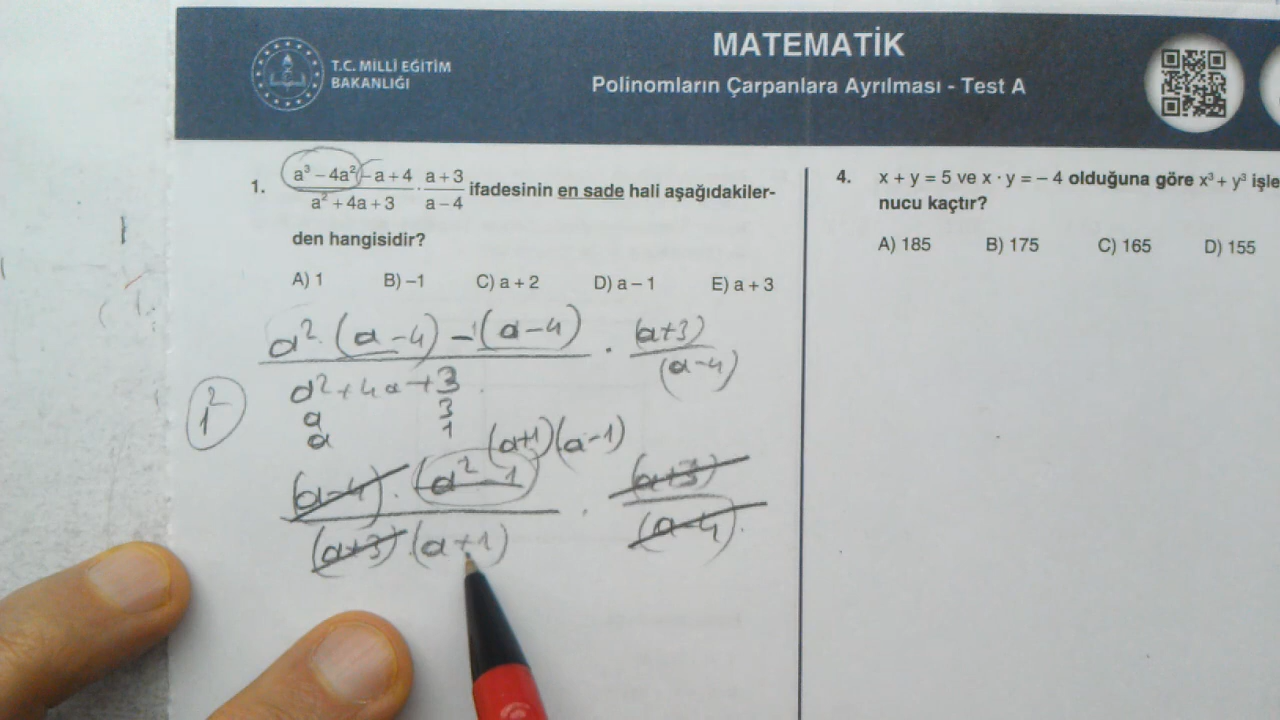 T.C. MİLLİ EĞİTİM
BAKANLIĞI
MATEMATİK
Polinomların Çarpanlara Ayrılması - Test A
1. (a³ − 4a² − a + 4)/(a² + 4a + 3) · (a + 3)/(a − 4) ifadesinin en sade hali aşağıdakiler-
den hangisidir?
A) 1 B) −1 C) a + 2 D) a − 1 E) a + 3
a² · (a − 4) − 1(a − 4) · (a+3)
a² + 4a + 3 (a−4)
1²
a 3
a 1
(a+1)(a−1)
(a−4) · (a² − 1) · (a+3)
(a+3) · (a+1) (a−4)
4. x + y = 5 ve x · y = − 4 olduğuna göre x³ + y³ işle
nucu kaçtır?
A) 185 B) 175 C) 165 D) 155